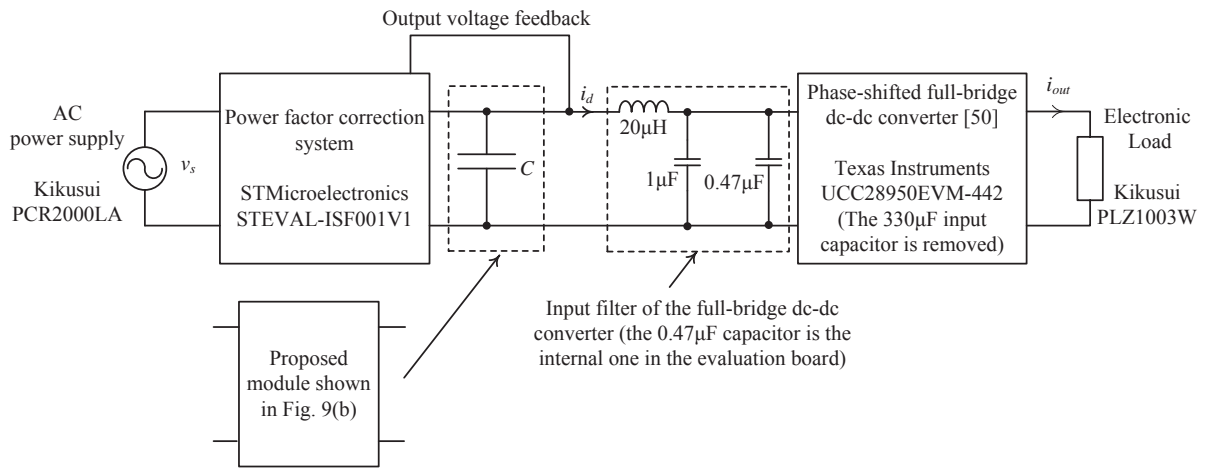 Output voltage feedback
AC
power supply
Kikusui
PCR2000LA
vs
Power factor correction
system
STMicroelectronics
STEVAL-ISF001V1
C
id
20μH
1μF
0.47μF
Phase-shifted full-bridge
dc-dc converter [50]
Texas Instruments
UCC28950EVM-442
(The 330μF input
capacitor is removed)
iout
Electronic
Load
Kikusui
PLZ1003W
Proposed
module shown
in Fig. 9(b)
Input filter of the full-bridge dc-dc
converter (the 0.47μF capacitor is the
internal one in the evaluation board)